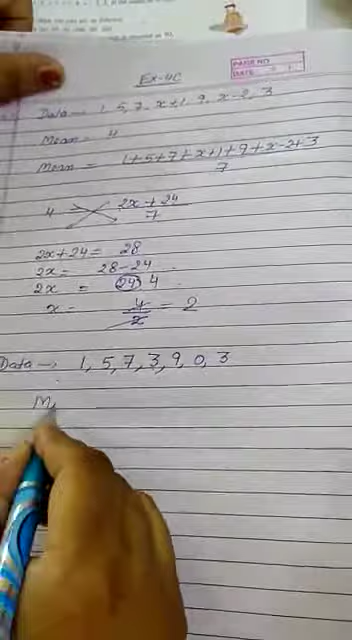 PAGE NO
DATE
Ex-4C
Data → 1, 5, 7, x+1, 9, x-2, 3
Mean = 4
Mean = 1+5+7+x+1+9+x-2+3
7
4 2x+24
7
2x+24 = 28
2x = 28-24
2x = 24 4
x = 4 = 2
2
Data → 1, 5, 7, 3, 9, 0, 3
M